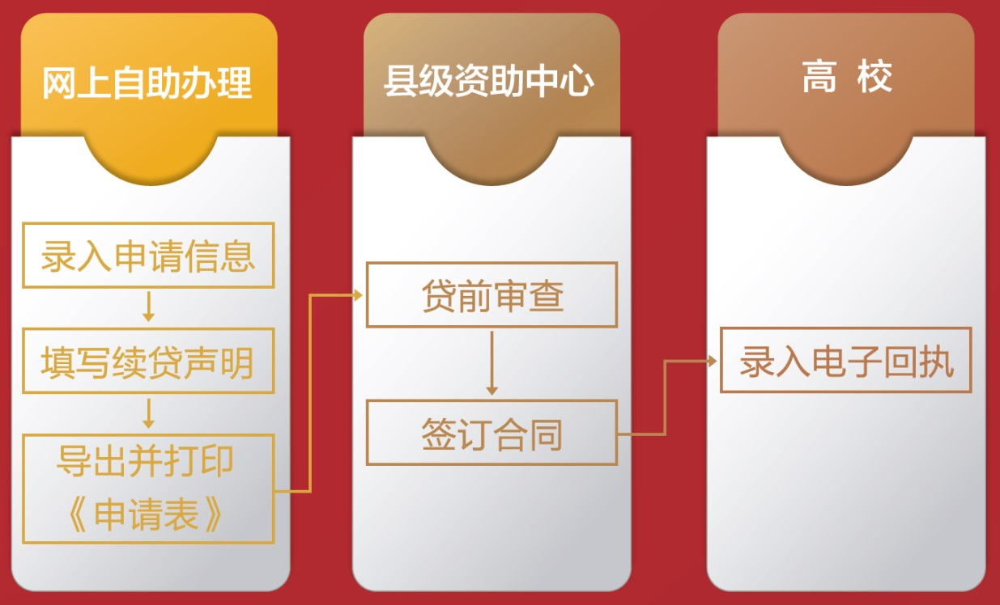 网上自助办理
录入申请信息
填写续贷声明
导出并打印
《申请表》
县级资助中心
贷前审查
签订合同
高 校
录入电子回执